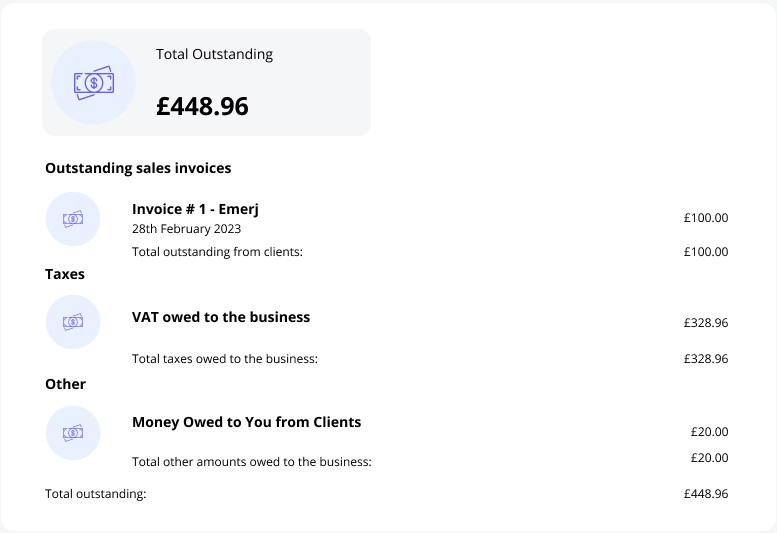 Total Outstanding
£448.96
Outstanding sales invoices
Invoice # 1 - Emerj
28th February 2023
£100.00
Total outstanding from clients:
£100.00
Taxes
VAT owed to the business
£328.96
Total taxes owed to the business:
£328.96
Other
Money Owed to You from Clients
£20.00
Total other amounts owed to the business:
£20.00
Total outstanding:
£448.96